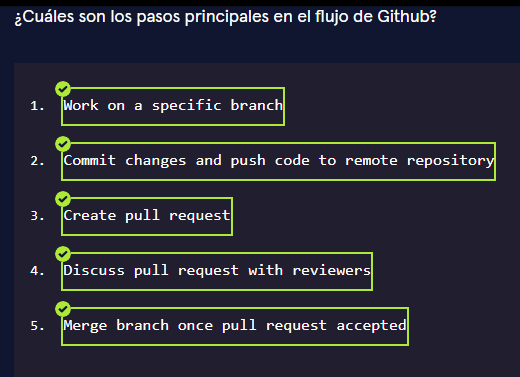 ¿Cuáles son los pasos principales en el flujo de Github?
1. Work on a specific branch
2. Commit changes and push code to remote repository
3. Create pull request
4. Discuss pull request with reviewers
5. Merge branch once pull request accepted